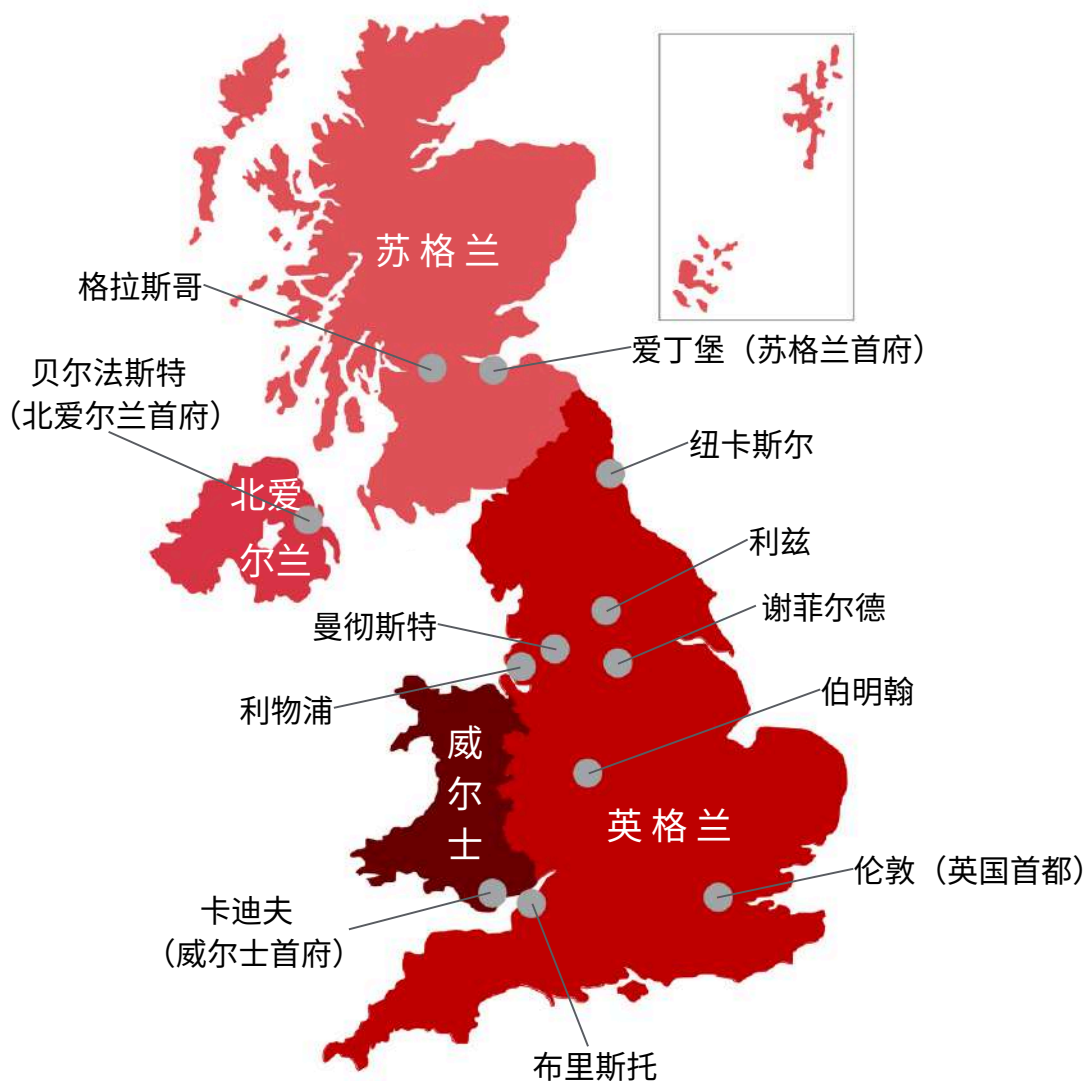 苏格兰
格拉斯哥
爱丁堡（苏格兰首府）
贝尔法斯特
（北爱尔兰首府）
纽卡斯尔
北爱
尔兰
利兹
谢菲尔德
曼彻斯特
利物浦
伯明翰
威
尔
士
英格兰
伦敦（英国首都）
卡迪夫
（威尔士首府）
布里斯托